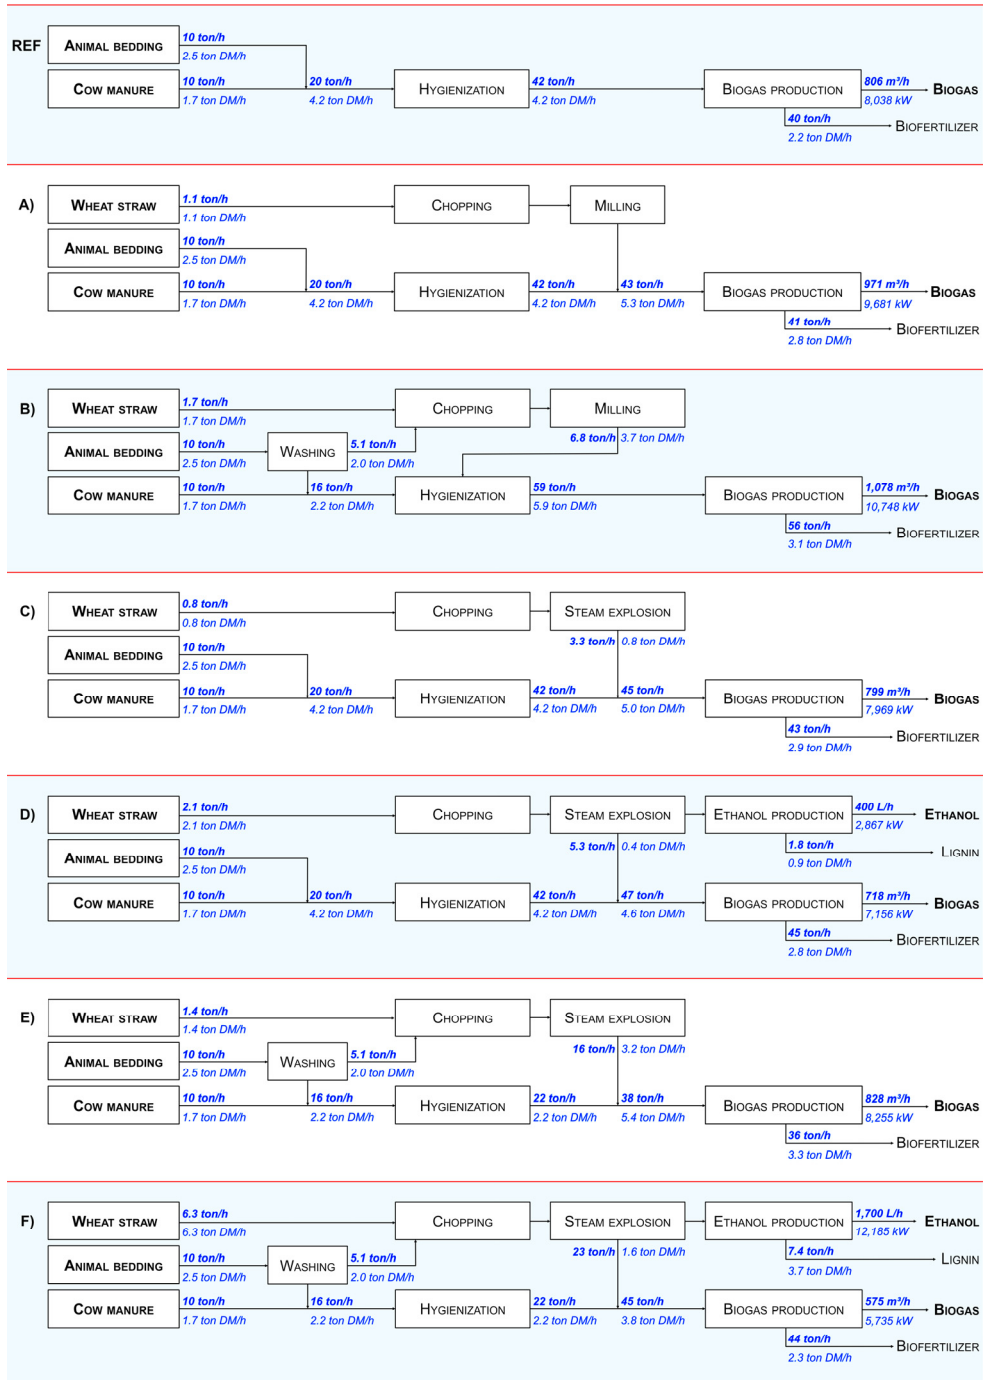 REF
ANIMAL BEDDING
10 ton/h
2.5 ton DM/h
COW MANURE
10 ton/h
1.7 ton DM/h
20 ton/h
4.2 ton DM/h
HYGIENIZATION
42 ton/h
4.2 ton DM/h
BIOGAS PRODUCTION
806 m³/h
8,038 kW
BIOGAS
40 ton/h
2.2 ton DM/h
BIOFERTILIZER
A)
WHEAT STRAW
1.1 ton/h
1.1 ton DM/h
CHOPPING
MILLING
ANIMAL BEDDING
10 ton/h
2.5 ton DM/h
COW MANURE
10 ton/h
1.7 ton DM/h
20 ton/h
4.2 ton DM/h
HYGIENIZATION
42 ton/h
4.2 ton DM/h
43 ton/h
5.3 ton DM/h
BIOGAS PRODUCTION
971 m³/h
9,681 kW
BIOGAS
41 ton/h
2.8 ton DM/h
BIOFERTILIZER
B)
WHEAT STRAW
1.7 ton/h
1.7 ton DM/h
CHOPPING
MILLING
6.8 ton/h
3.7 ton DM/h
ANIMAL BEDDING
10 ton/h
2.5 ton DM/h
WASHING
5.1 ton/h
2.0 ton DM/h
COW MANURE
10 ton/h
1.7 ton DM/h
16 ton/h
2.2 ton DM/h
HYGIENIZATION
59 ton/h
5.9 ton DM/h
BIOGAS PRODUCTION
1,078 m³/h
10,748 kW
BIOGAS
56 ton/h
3.1 ton DM/h
BIOFERTILIZER
C)
WHEAT STRAW
0.8 ton/h
0.8 ton DM/h
CHOPPING
STEAM EXPLOSION
3.3 ton/h
0.8 ton DM/h
ANIMAL BEDDING
10 ton/h
2.5 ton DM/h
COW MANURE
10 ton/h
1.7 ton DM/h
20 ton/h
4.2 ton DM/h
HYGIENIZATION
42 ton/h
4.2 ton DM/h
45 ton/h
5.0 ton DM/h
BIOGAS PRODUCTION
799 m³/h
7,969 kW
BIOGAS
43 ton/h
2.9 ton DM/h
BIOFERTILIZER
D)
WHEAT STRAW
2.1 ton/h
2.1 ton DM/h
CHOPPING
STEAM EXPLOSION
5.3 ton/h
0.4 ton DM/h
ETHANOL PRODUCTION
400 L/h
2,867 kW
ETHANOL
1.8 ton/h
0.9 ton DM/h
LIGNIN
ANIMAL BEDDING
10 ton/h
2.5 ton DM/h
COW MANURE
10 ton/h
1.7 ton DM/h
20 ton/h
4.2 ton DM/h
HYGIENIZATION
42 ton/h
4.2 ton DM/h
47 ton/h
4.6 ton DM/h
BIOGAS PRODUCTION
718 m³/h
7,156 kW
BIOGAS
45 ton/h
2.8 ton DM/h
BIOFERTILIZER
E)
WHEAT STRAW
1.4 ton/h
1.4 ton DM/h
CHOPPING
STEAM EXPLOSION
16 ton/h
3.2 ton DM/h
ANIMAL BEDDING
10 ton/h
2.5 ton DM/h
WASHING
5.1 ton/h
2.0 ton DM/h
COW MANURE
10 ton/h
1.7 ton DM/h
16 ton/h
2.2 ton DM/h
HYGIENIZATION
22 ton/h
2.2 ton DM/h
38 ton/h
5.4 ton DM/h
BIOGAS PRODUCTION
828 m³/h
8,255 kW
BIOGAS
36 ton/h
3.3 ton DM/h
BIOFERTILIZER
F)
WHEAT STRAW
6.3 ton/h
6.3 ton DM/h
CHOPPING
STEAM EXPLOSION
23 ton/h
1.6 ton DM/h
ETHANOL PRODUCTION
1,700 L/h
12,185 kW
ETHANOL
7.4 ton/h
3.7 ton DM/h
LIGNIN
ANIMAL BEDDING
10 ton/h
2.5 ton DM/h
WASHING
5.1 ton/h
2.0 ton DM/h
COW MANURE
10 ton/h
1.7 ton DM/h
16 ton/h
2.2 ton DM/h
HYGIENIZATION
22 ton/h
2.2 ton DM/h
45 ton/h
3.8 ton DM/h
BIOGAS PRODUCTION
575 m³/h
5,735 kW
BIOGAS
44 ton/h
2.3 ton DM/h
BIOFERTILIZER